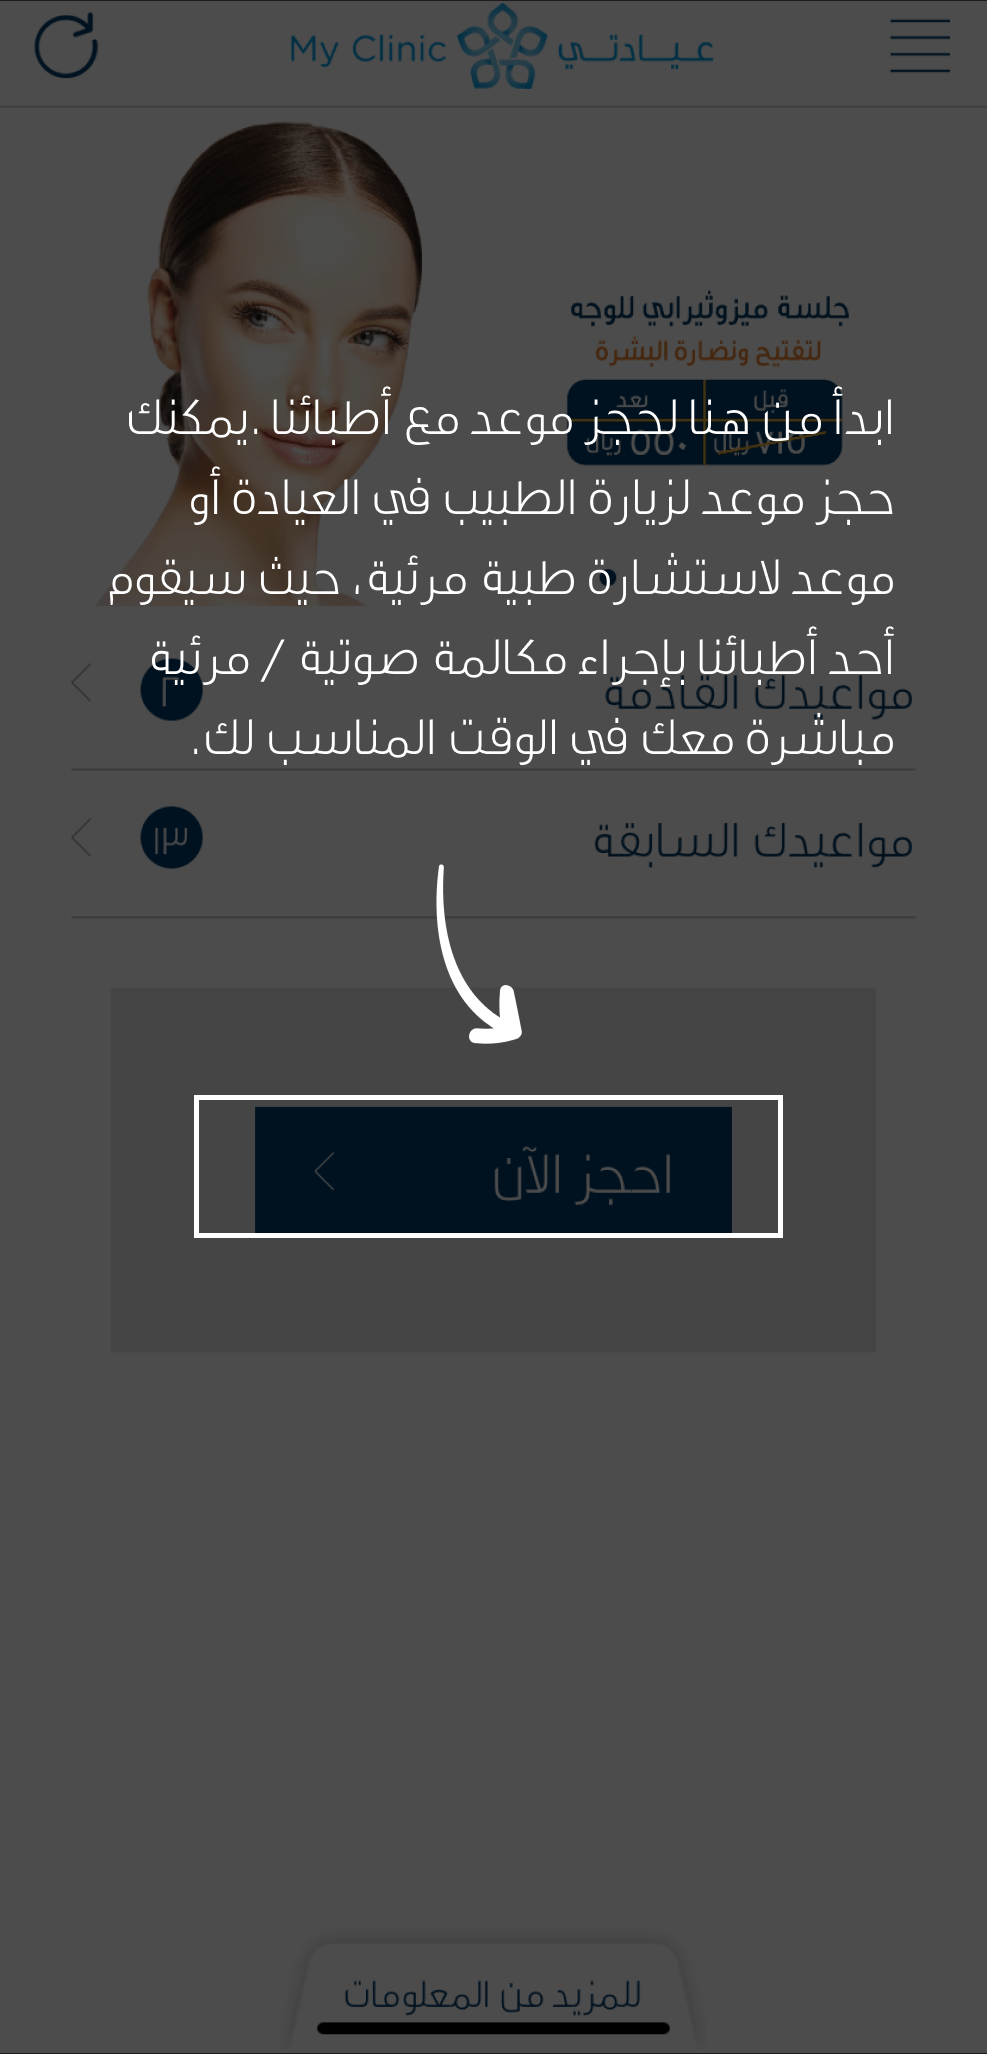 My Clinic عيادتي
جلسة ميزوثيرابي للوجه
لتفتيح ونضارة البشرة
قبل بعد
٧١٥ ريال ٥٥٠ ريال
ابدأ من هنا لحجز موعد مع أطبائنا .يمكنك
حجز موعد لزيارة الطبيب في العيادة أو
موعد لاستشارة طبية مرئية، حيث سيقوم
أحد أطبائنا بإجراء مكالمة صوتية / مرئية
مباشرة معك في الوقت المناسب لك.
مواعيدك القادمة
مواعيدك السابقة ١٣
احجز الآن
للمزيد من المعلومات